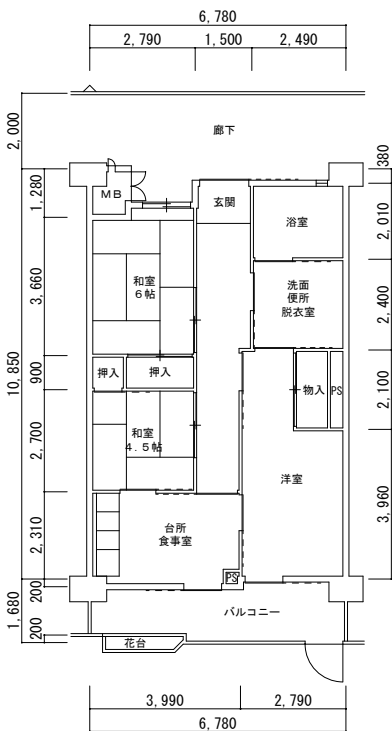 6,780
2,790
1,500
2,490
廊下
2,000
380
MB
玄関
1,280
浴室
2,010
和室
6帖
3,660
洗面
便所
脱衣室
2,400
10,850
押入
押入
900
物入
PS
2,100
和室
4.5帖
2,700
洋室
3,960
台所
食事室
2,310
PS
200
バルコニー
1,680
花台
200
3,990
2,790
6,780